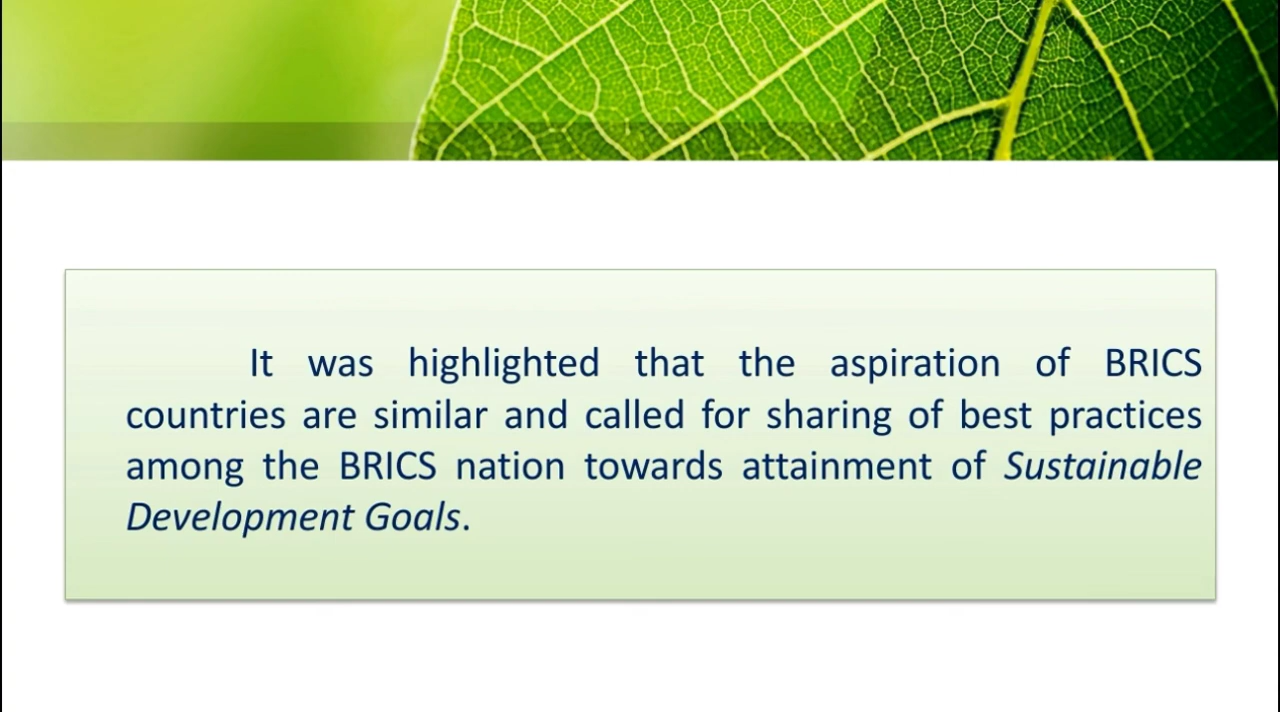 It was highlighted that the aspiration of BRICS
countries are similar and called for sharing of best practices
among the BRICS nation towards attainment of Sustainable
Development Goals.